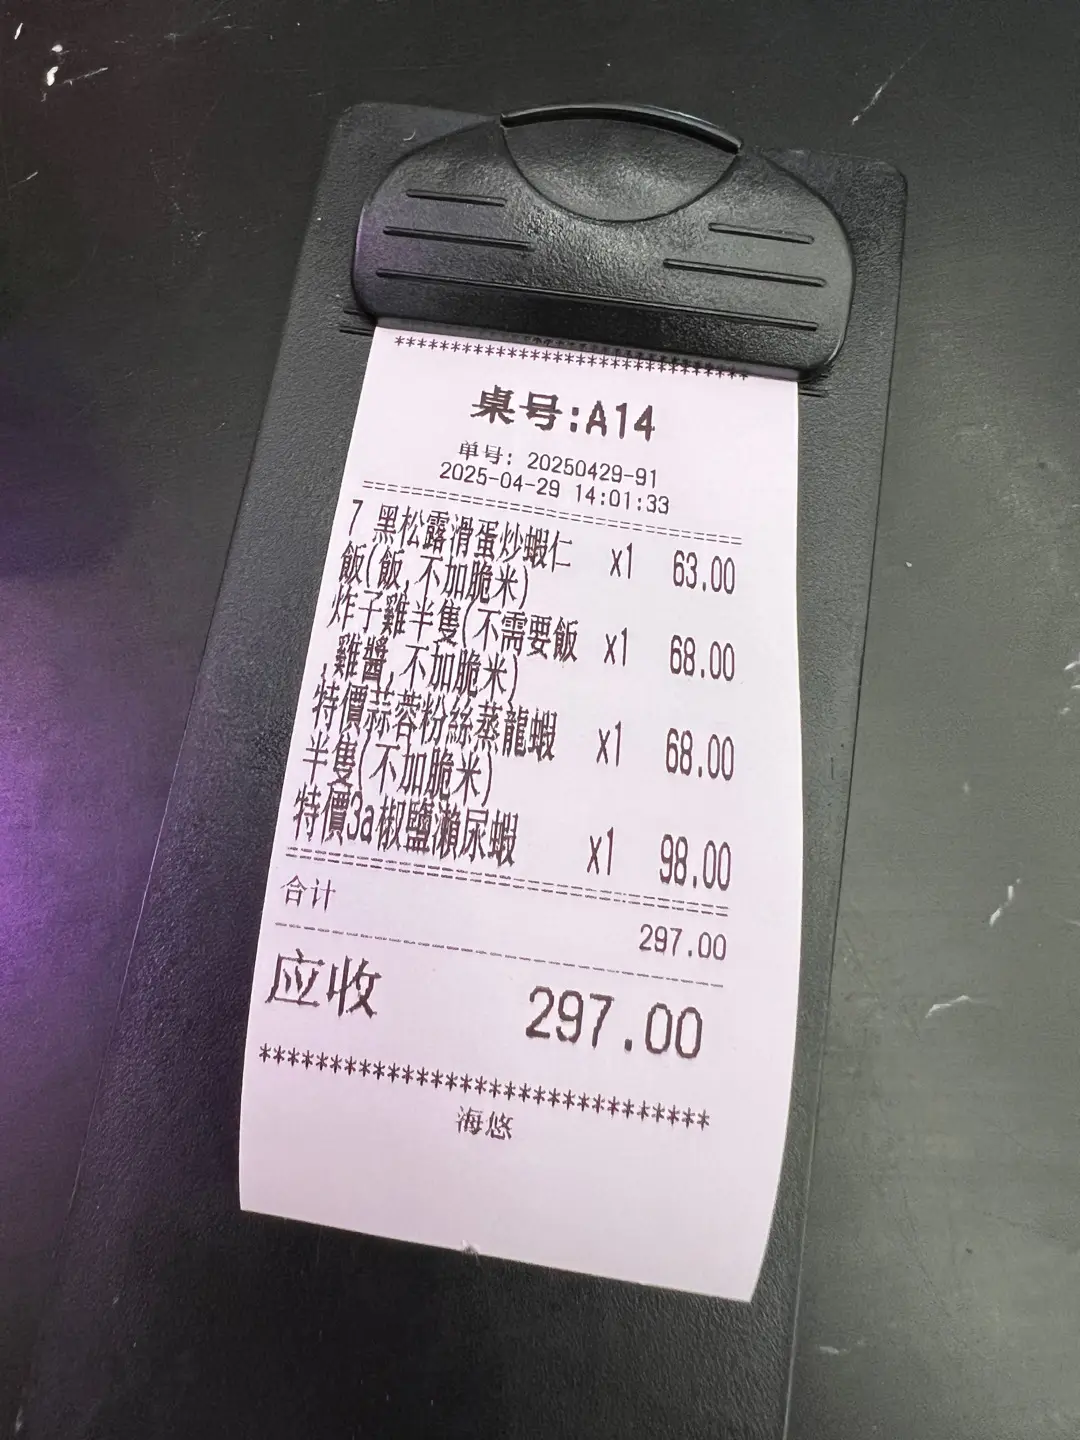 ******************************
桌号:A14
单号: 20250429-91
2025-04-29 14:01:33
================================
7 黑松露滑蛋炒蝦仁 x1 63.00
飯(飯,不加脆米)
炸子雞半隻(不需要飯 x1 68.00
,雞醬,不加脆米)
特價蒜蓉粉絲蒸龍蝦 x1 68.00
半隻(不加脆米)
特價3a椒鹽瀨尿蝦 x1 98.00
================================
合计
297.00
--------------------------------
应收 297.00
******************************
海悠